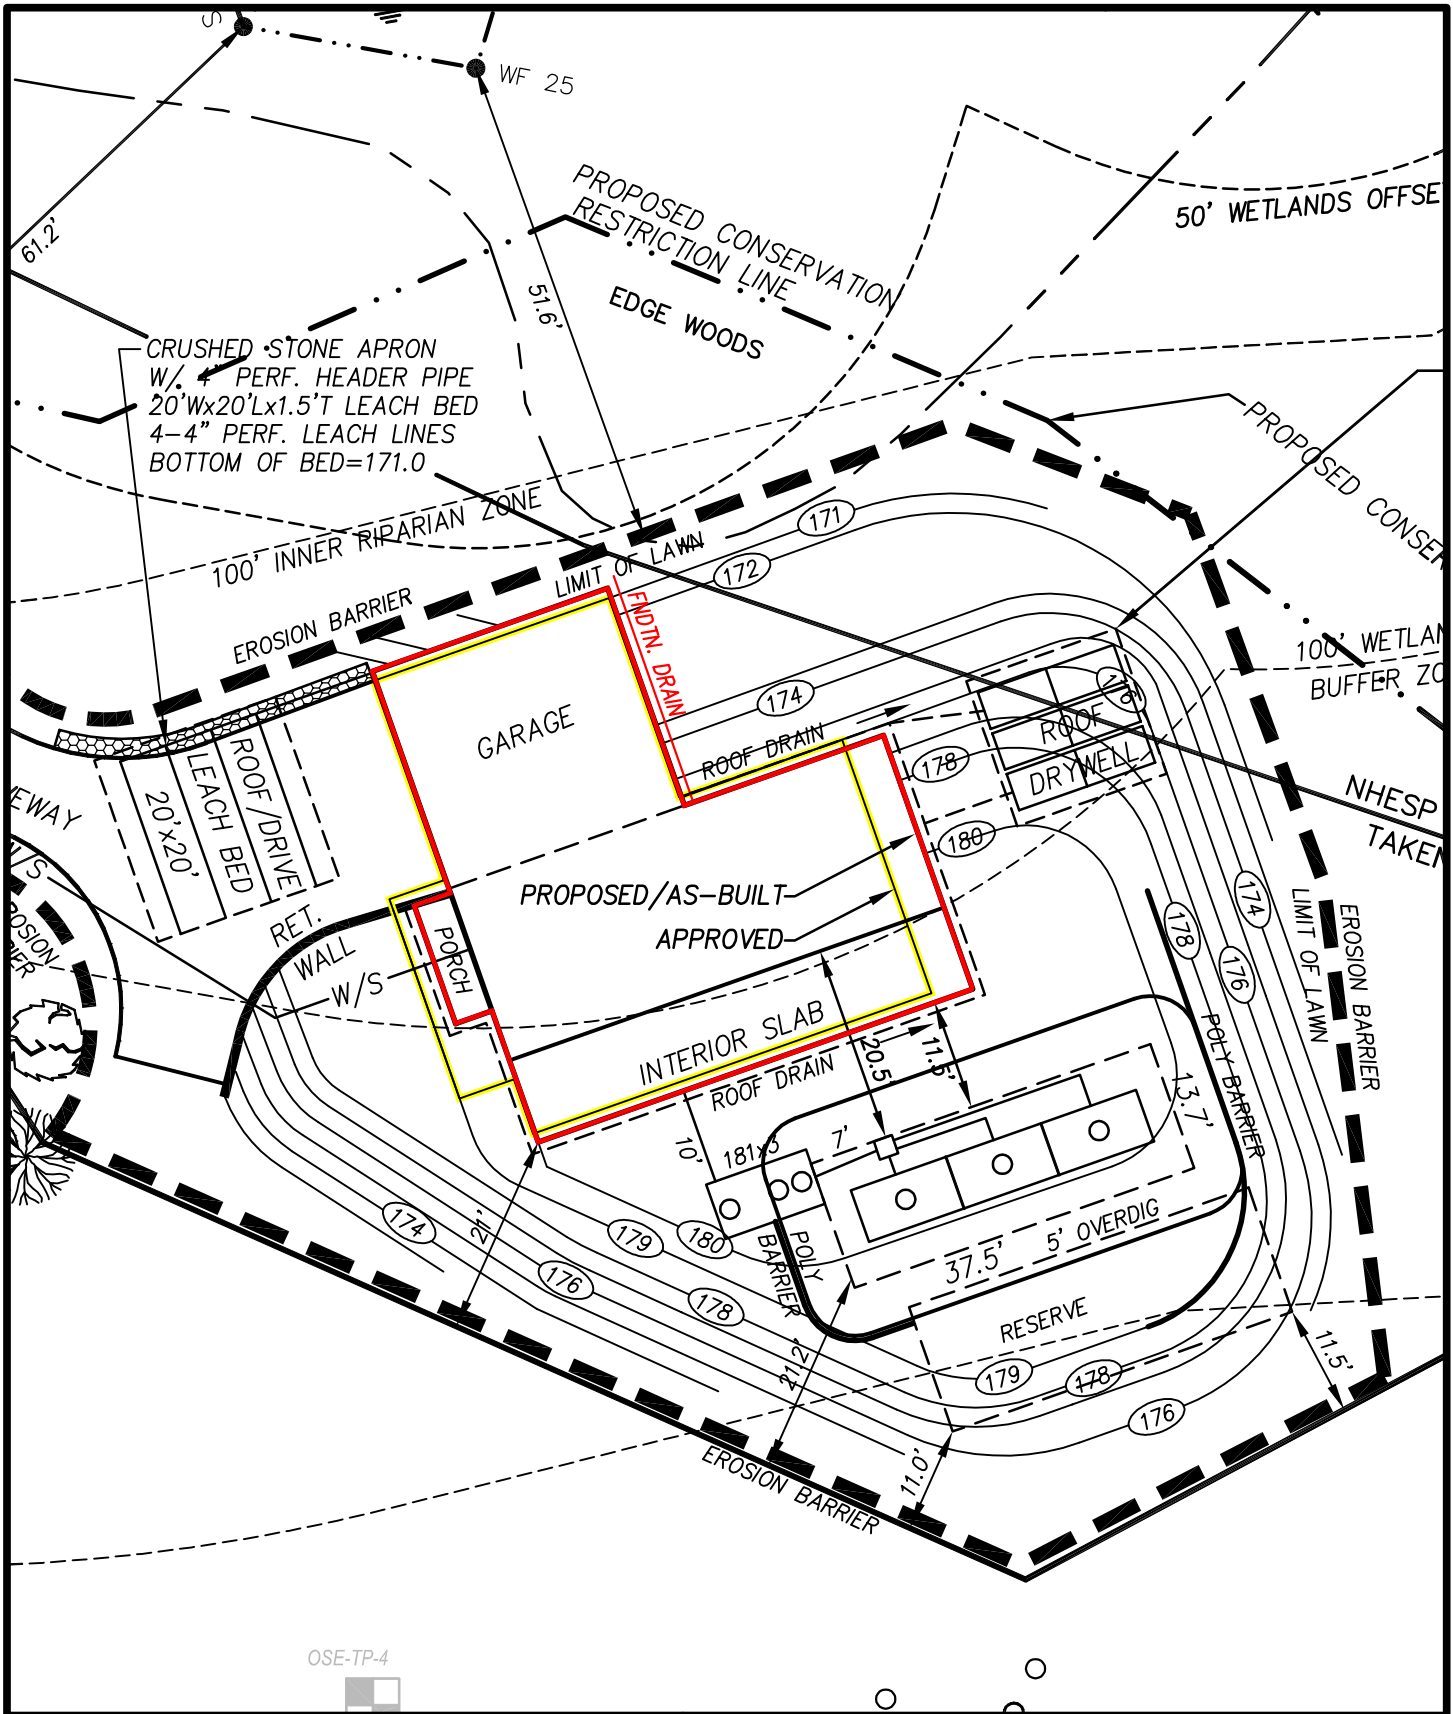 S
WF 25
61.2'
51.6'
PROPOSED CONSERVATION
RESTRICTION LINE
EDGE WOODS
50' WETLANDS OFFSE
CRUSHED STONE APRON
W/ 4" PERF. HEADER PIPE
20'Wx20'Lx1.5'T LEACH BED
4-4" PERF. LEACH LINES
BOTTOM OF BED=171.0
100' INNER RIPARIAN ZONE
PROPOSED CONSER
EROSION BARRIER
LIMIT OF LAWN
171
172
FNDTN. DRAIN
100' WETLAN
BUFFER ZO
174
176
GARAGE
ROOF DRAIN
178
ROOF
DRYWELL
180
NHESP
TAKEN
EWAY
W/S
ROOF/DRIVE
LEACH BED
20'x20'
OSION
RIER
RET.
WALL
W/S
PORCH
PROPOSED/AS-BUILT
APPROVED
INTERIOR SLAB
ROOF DRAIN
20.5'
11.5'
178
176
174
LIMIT OF LAWN
EROSION BARRIER
POLY BARRIER
13.7'
10'
181x3
7'
21'
174
176
179
180
178
POLY
BARRIER
37.5'
5' OVERDIG
RESERVE
21.2'
179
178
176
11.5'
11.0'
EROSION BARRIER
OSE-TP-4